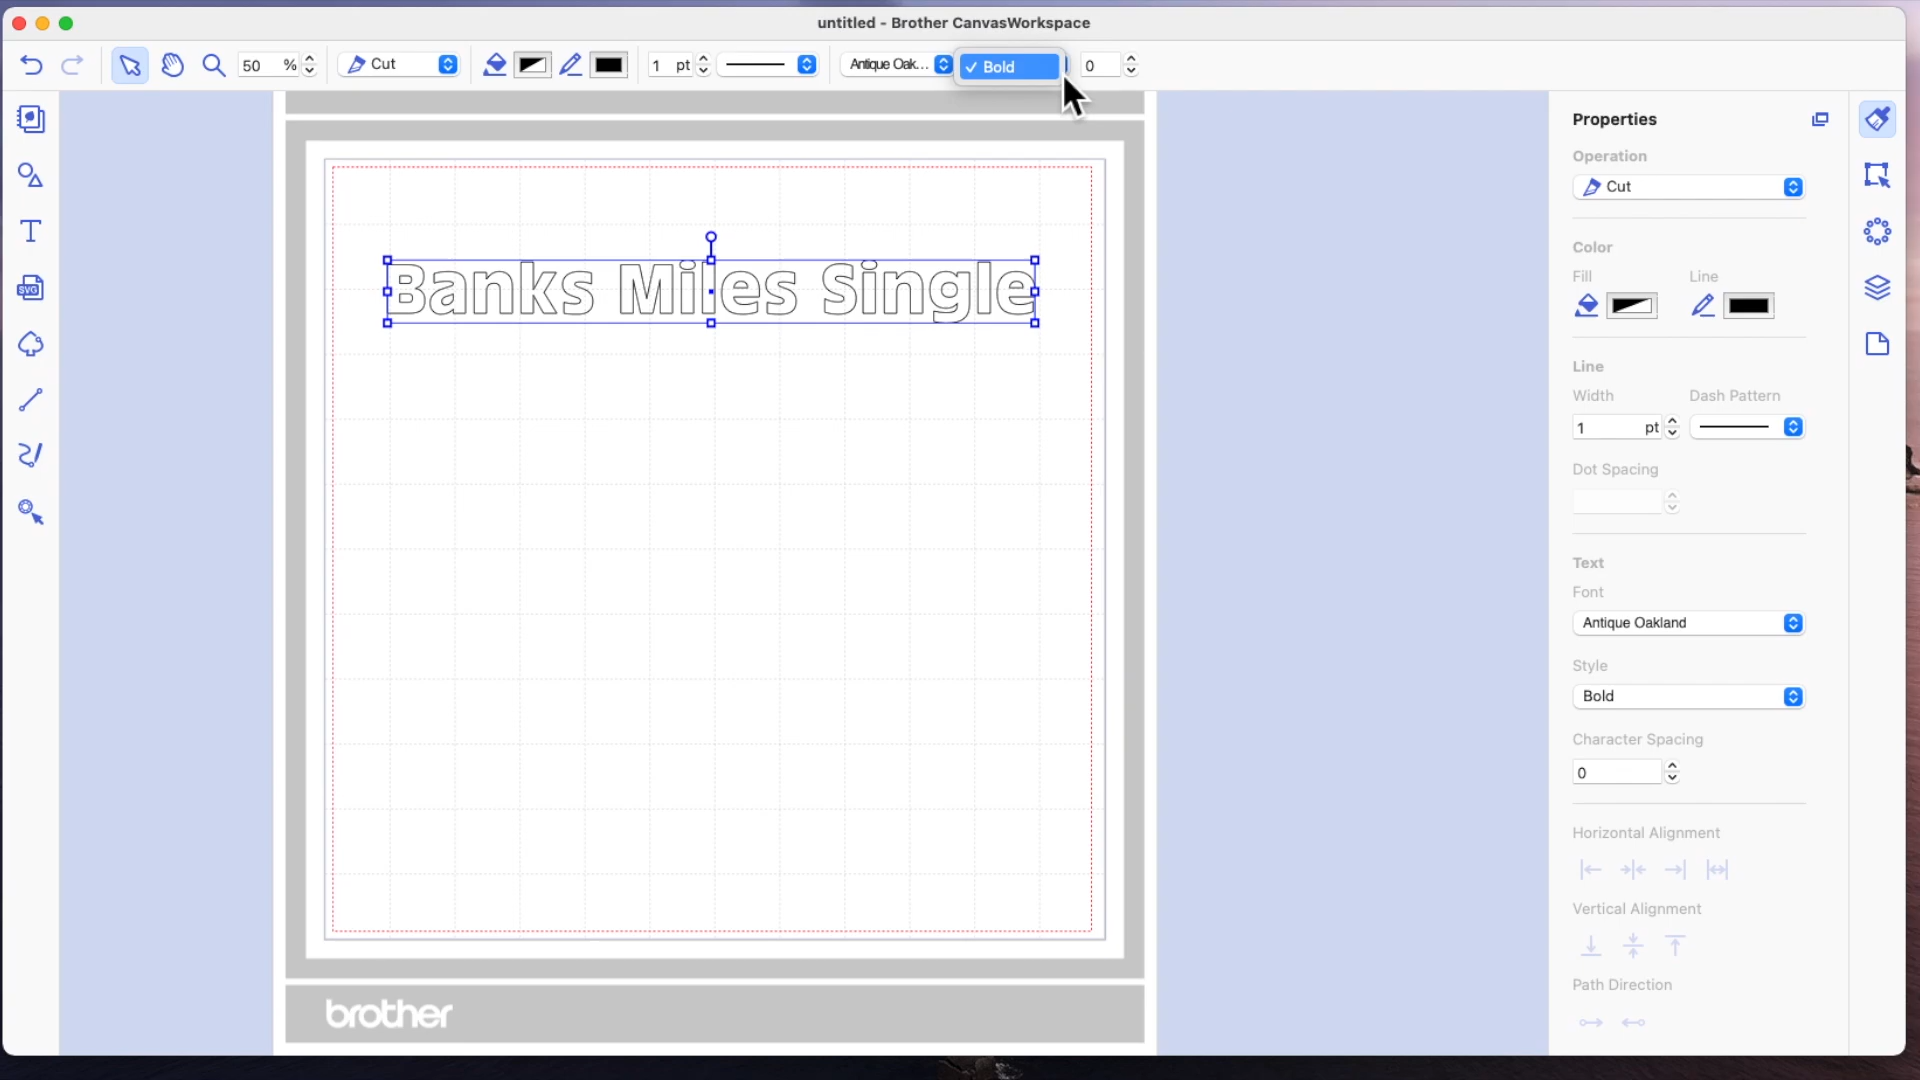 untitled - Brother CanvasWorkspace
50 %
Cut
1 pt
Antique Oak...
✓ Bold
0
Banks Miles Single
brother
Properties
Operation
Cut
Color
Fill
Line
Line
Width
Dash Pattern
1 pt
Dot Spacing
Text
Font
Antique Oakland
Style
Bold
Character Spacing
0
Horizontal Alignment
Vertical Alignment
Path Direction
T
SVG